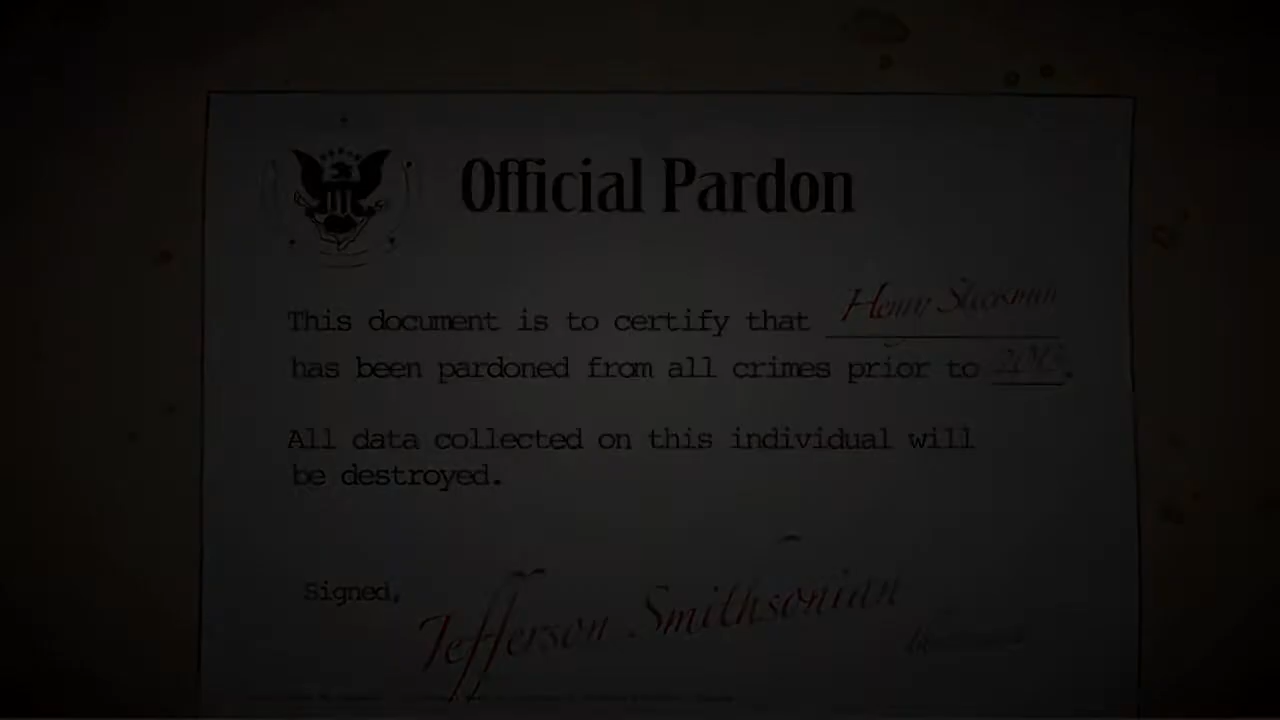 Official Pardon
This document is to certify that Henry Stickmin
has been pardoned from all crimes prior to
All data collected on this individual will
be destroyed.
Signed,
Jefferson Smithsonian